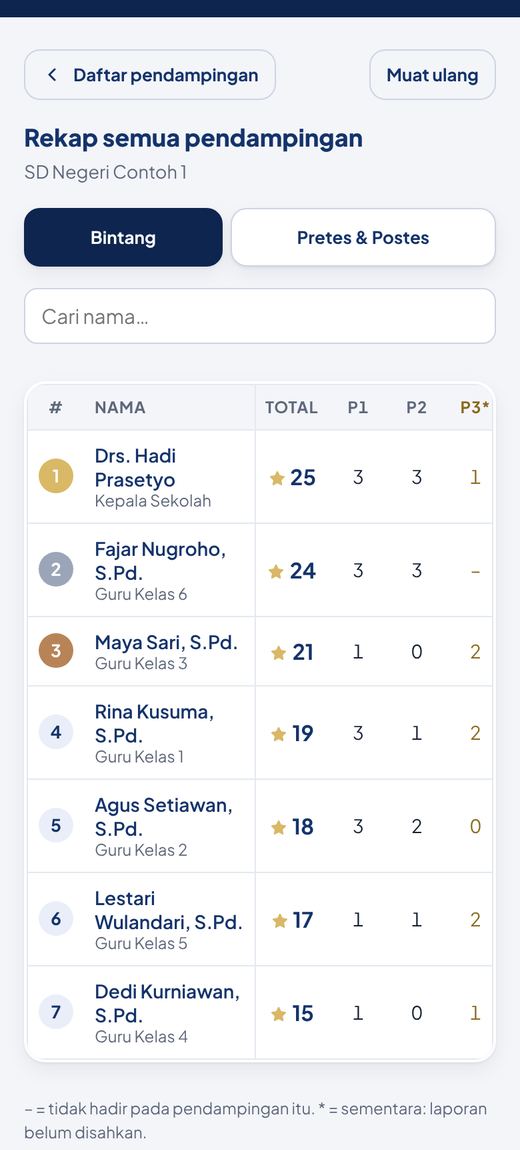 Daftar pendampingan
Muat ulang
Rekap semua pendampingan
SD Negeri Contoh 1
Bintang
Pretes & Postes
Cari nama...
# NAMA TOTAL P1 P2 P3*
1 Drs. Hadi Prasetyo 25 3 3 1
Kepala Sekolah
2 Fajar Nugroho, S.Pd. 24 3 3 –
Guru Kelas 6
3 Maya Sari, S.Pd. 21 1 0 2
Guru Kelas 3
4 Rina Kusuma, S.Pd. 19 3 1 2
Guru Kelas 1
5 Agus Setiawan, S.Pd. 18 3 2 0
Guru Kelas 2
6 Lestari Wulandari, S.Pd. 17 1 1 2
Guru Kelas 5
7 Dedi Kurniawan, S.Pd. 15 1 0 1
Guru Kelas 4
– = tidak hadir pada pendampingan itu. * = sementara: laporan
belum disahkan.